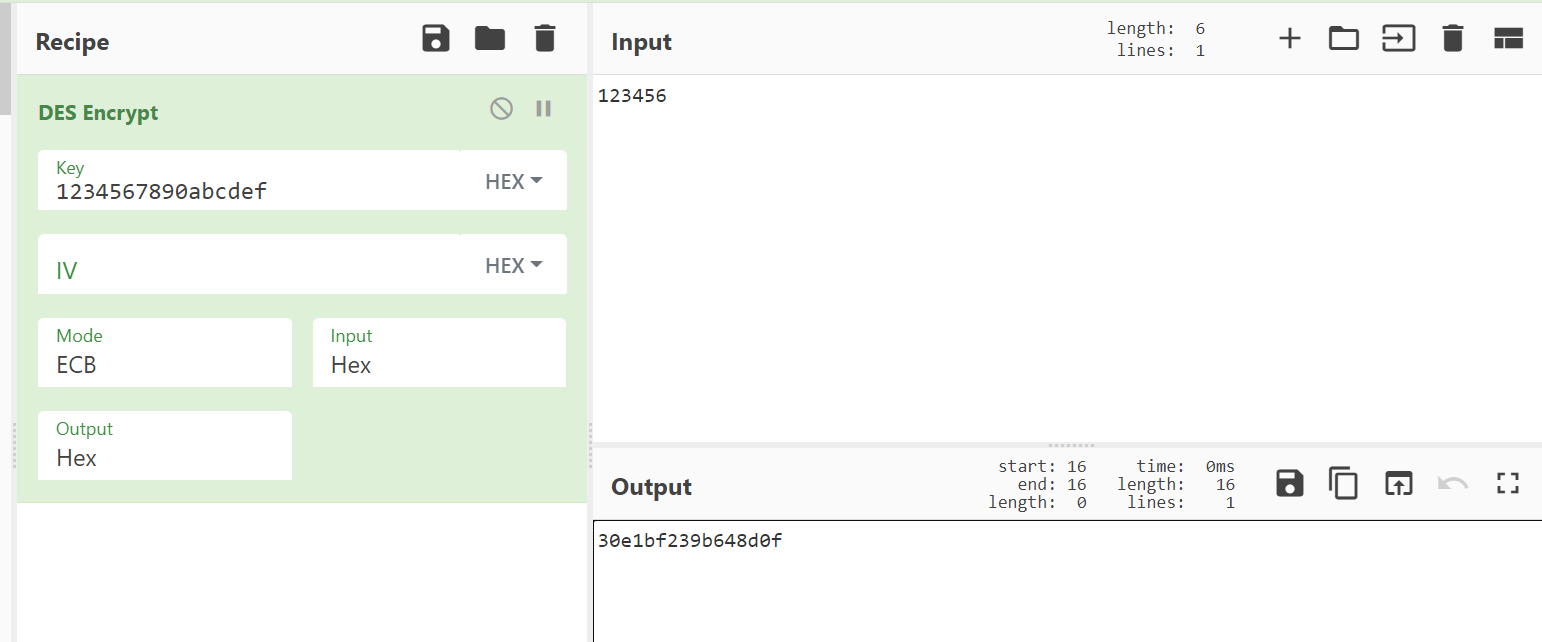 Recipe
DES Encrypt
Key
1234567890abcdef
HEX
IV
HEX
Mode
ECB
Input
Hex
Output
Hex
Input
length: 6
lines: 1
123456
Output
start: 16
end: 16
length: 0
time: 0ms
length: 16
lines: 1
30e1bf239b648d0f